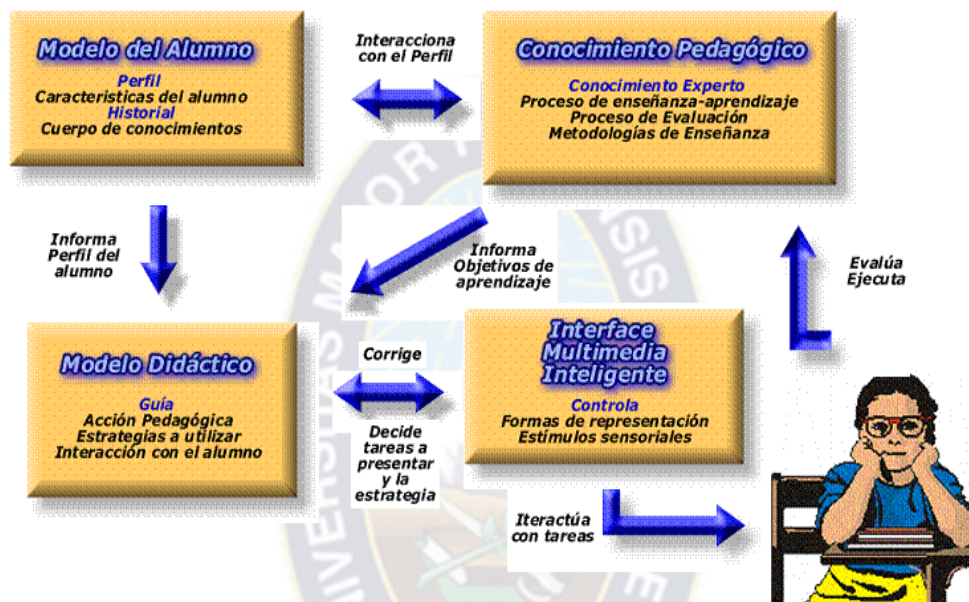 Modelo del Alumno
Perfil
Caracteristicas del alumno
Historial
Cuerpo de conocimientos
Interacciona
con el Perfil
Conocimiento Pedagógico
Conocimiento Experto
Proceso de enseñanza-aprendizaje
Proceso de Evaluación
Metodologías de Enseñanza
Informa
Perfil del
alumno
Informa
Objetivos de
aprendizaje
Evalúa
Ejecuta
Modelo Didáctico
Guía
Acción Pedagógica
Estrategias a utilizar
Interacción con el alumno
Corrige
Decide
tareas a
presentar
y la
estrategia
Interface
Multimedia
Inteligente
Controla
Formas de representación
Estímulos sensoriales
Iteractúa
con tareas